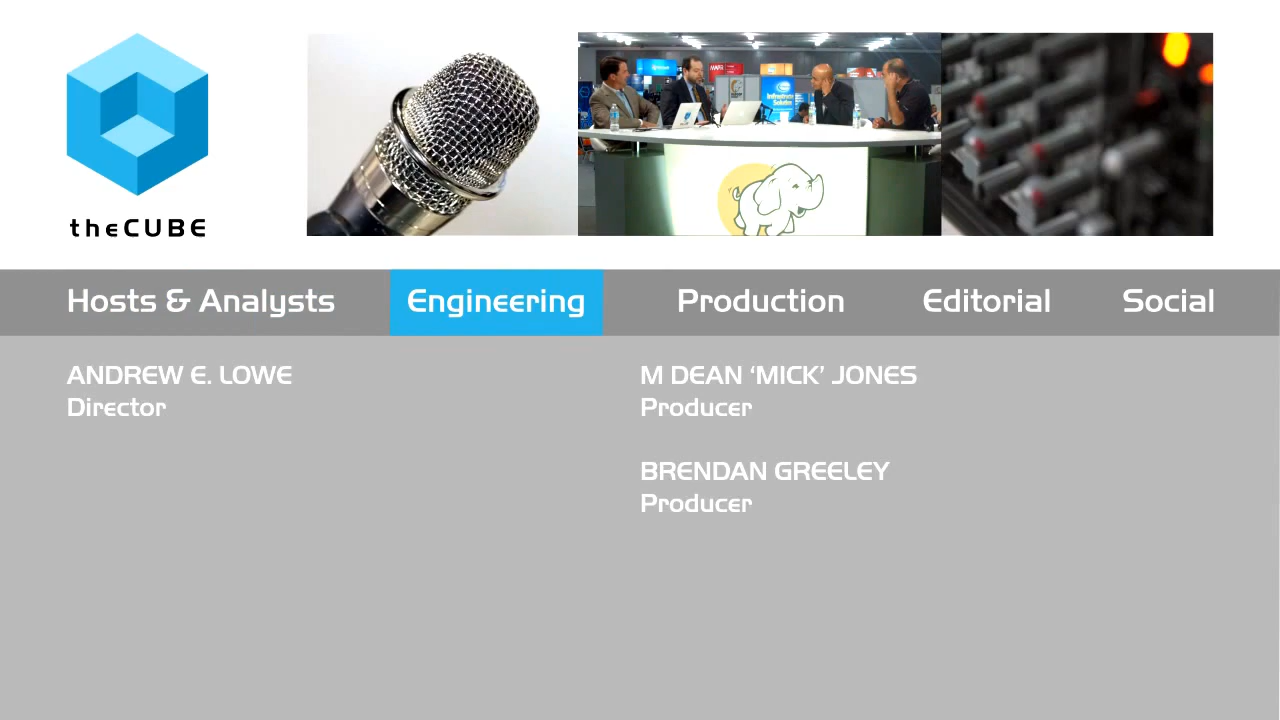 theCUBE
Hosts & Analysts
Engineering
Production
Editorial
Social
ANDREW E. LOWE
Director
M DEAN ‘MICK’ JONES
Producer
BRENDAN GREELEY
Producer